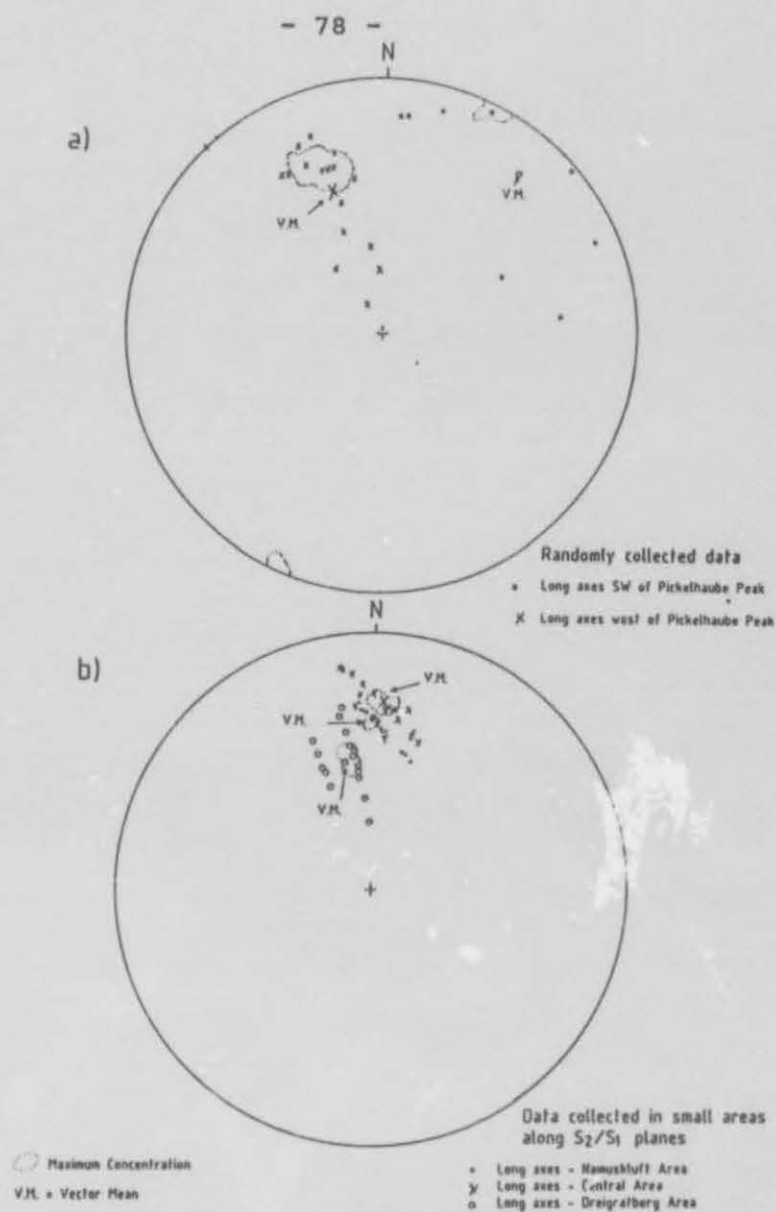 - 78 -
N
a)
V.M.
V.M.
Randomly collected data
• Long axes SW of Pickelhaube Peak
x Long axes west of Pickelhaube Peak
N
b)
V.M.
V.M.
V.M.
Data collected in small areas
along S₂/S₁ planes
Maximum Concentration
V.M. = Vector Mean
• Long axes - Namuskluft Area
x Long axes - Central Area
o Long axes - Dreigratberg Area